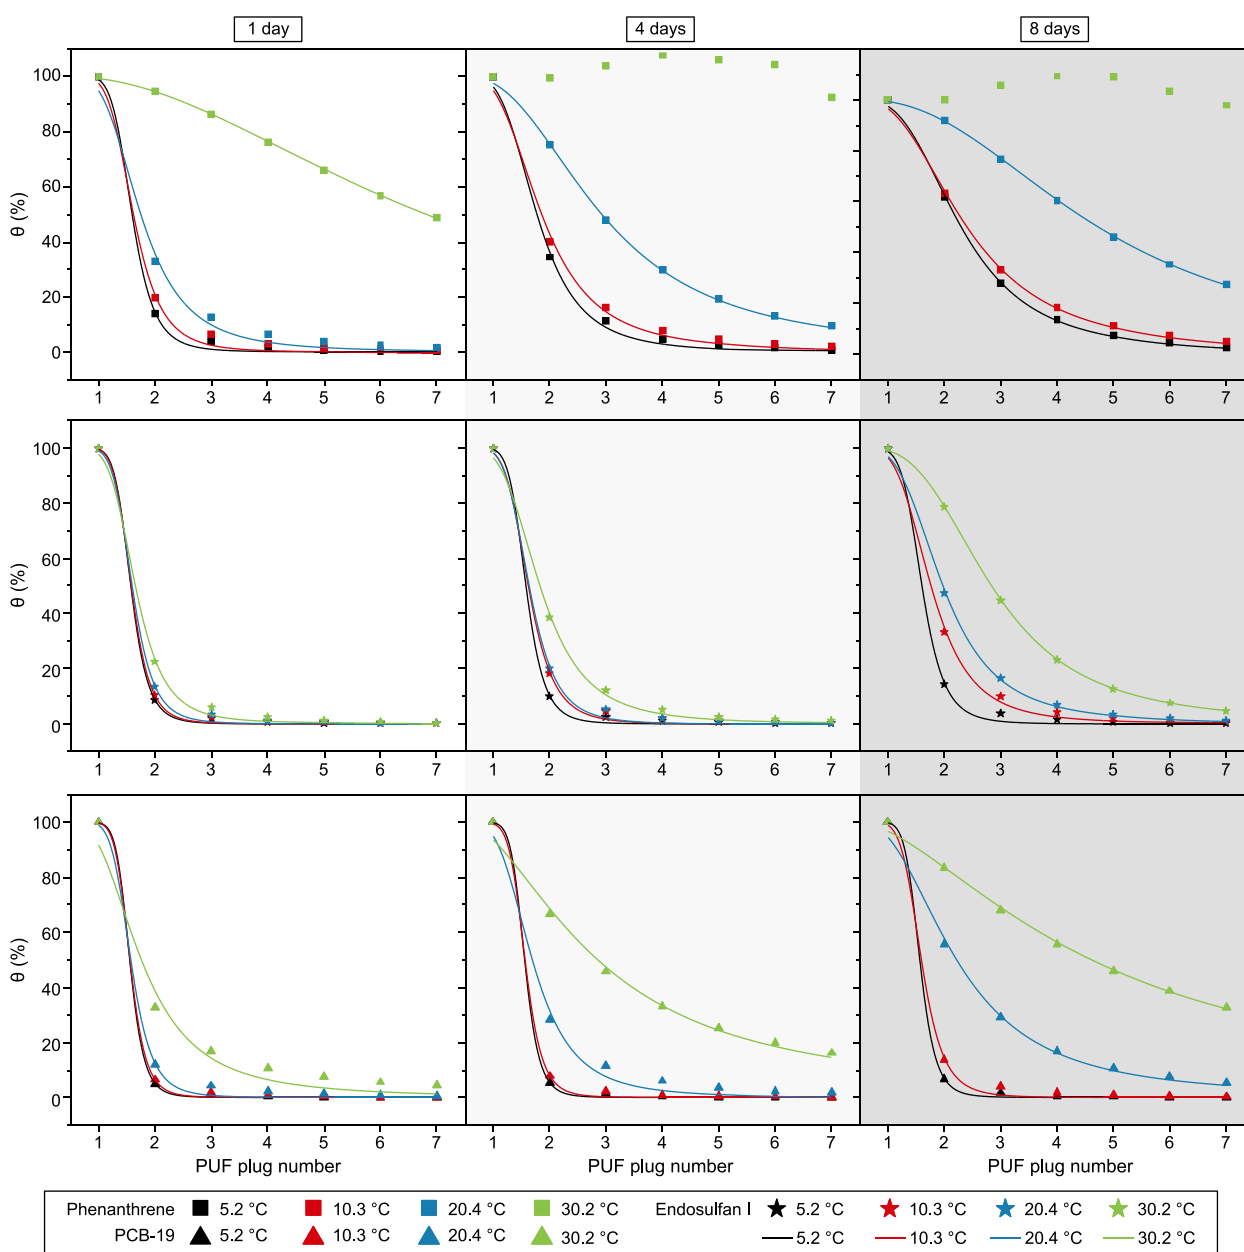 1 day 4 days 8 days
100
80
60
40
20
0
θ (%)
1 2 3 4 5 6 7 1 2 3 4 5 6 7 1 2 3 4 5 6 7
100
80
60
40
20
0
θ (%)
1 2 3 4 5 6 7 1 2 3 4 5 6 7 1 2 3 4 5 6 7
100
80
60
40
20
0
θ (%)
1 2 3 4 5 6 7 1 2 3 4 5 6 7 1 2 3 4 5 6 7
PUF plug number PUF plug number PUF plug number
Phenanthrene 5.2 °C 10.3 °C 20.4 °C 30.2 °C Endosulfan I 5.2 °C 10.3 °C 20.4 °C 30.2 °C
PCB-19 5.2 °C 10.3 °C 20.4 °C 30.2 °C 5.2 °C 10.3 °C 20.4 °C 30.2 °C